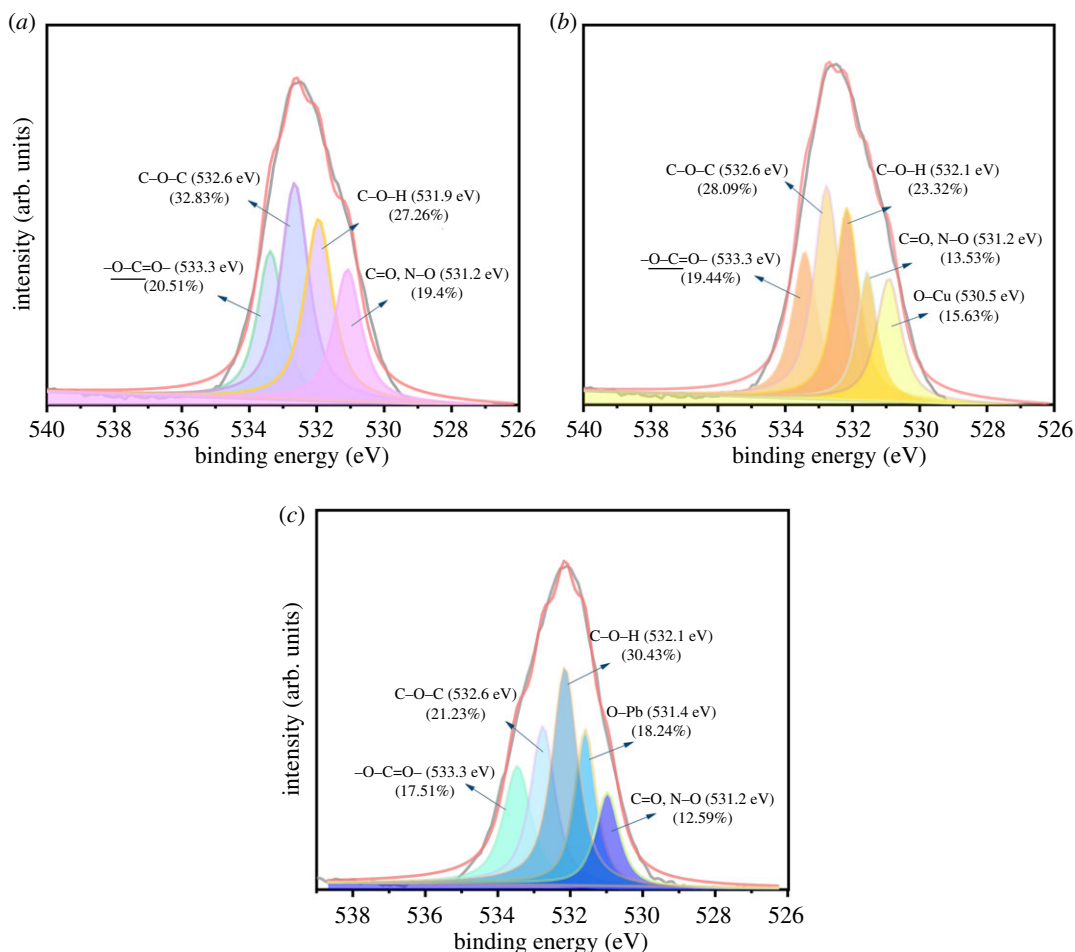 (a)
intensity (arb. units)
C–O–C (532.6 eV)
(32.83%)
C–O–H (531.9 eV)
(27.26%)
–O–C=O– (533.3 eV)
(20.51%)
C=O, N–O (531.2 eV)
(19.4%)
540 538 536 534 532 531 530 528 526
binding energy (eV)
(b)
C–O–C (532.6 eV)
(28.09%)
C–O–H (532.1 eV)
(23.32%)
C=O, N–O (531.2 eV)
(13.53%)
–O–C=O– (533.3 eV)
(19.44%)
O–Cu (530.5 eV)
(15.63%)
540 538 536 534 532 530 528 526
binding energy (eV)
(c)
intensity (arb. units)
C–O–H (532.1 eV)
(30.43%)
C–O–C (532.6 eV)
(21.23%)
O–Pb (531.4 eV)
(18.24%)
–O–C=O– (533.3 eV)
(17.51%)
C=O, N–O (531.2 eV)
(12.59%)
538 536 534 532 531 530 528 526
binding energy (eV)